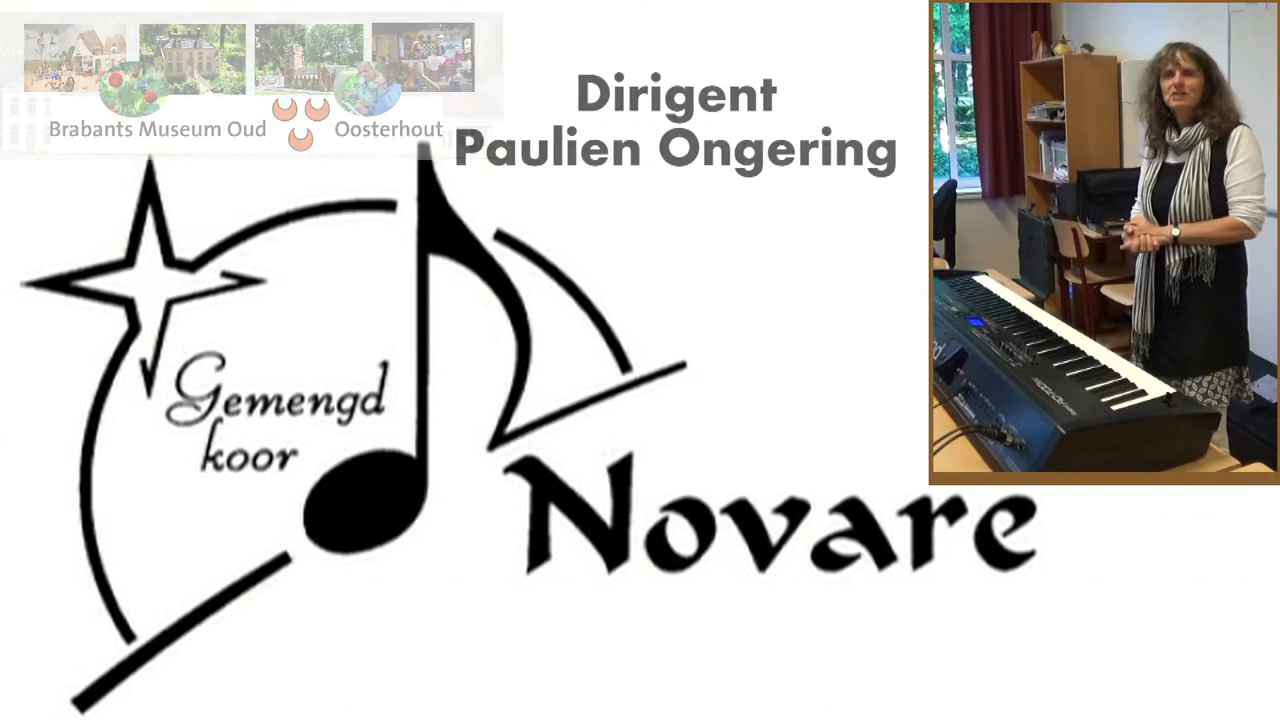 Brabants Museum Oud Oosterhout
Dirigent
Paulien Ongering
Gemengd
koor
Novare